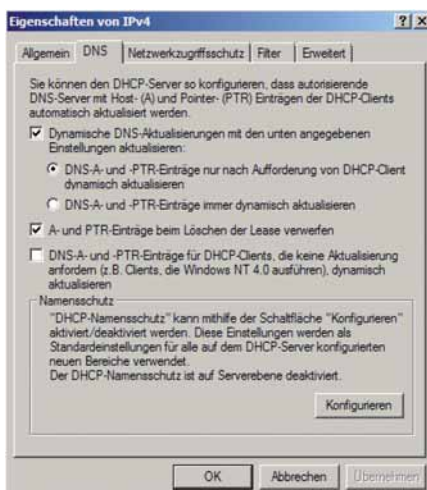 Eigenschaften von IPv4
Allgemein DNS Netzwerkzugriffsschutz Filter Erweitert
Sie können den DHCP-Server so konfigurieren, dass autorisierende
DNS-Server mit Host- (A) und Pointer- (PTR) Einträgen der DHCP-Clients
automatisch aktualisiert werden.
Dynamische DNS-Aktualisierungen mit den unten angegebenen
Einstellungen aktualisieren:
DNS-A- und -PTR-Einträge nur nach Aufforderung von DHCP-Client
dynamisch aktualisieren
DNS-A- und -PTR-Einträge immer dynamisch aktualisieren
A- und PTR-Einträge beim Löschen der Lease verwerfen
DNS-A- und -PTR-Einträge für DHCP-Clients, die keine Aktualisierung
anfordern (z.B. Clients, die Windows NT 4.0 ausführen), dynamisch
aktualisieren
Namensschutz
"DHCP-Namensschutz" kann mithilfe der Schaltfläche "Konfigurieren"
aktiviert/deaktiviert werden. Diese Einstellungen werden als
Standardeinstellungen für alle auf dem DHCP-Server konfigurierten
neuen Bereiche verwendet.
Der DHCP-Namensschutz ist auf Serverebene deaktiviert.
Konfigurieren
OK Abbrechen Übernehmen